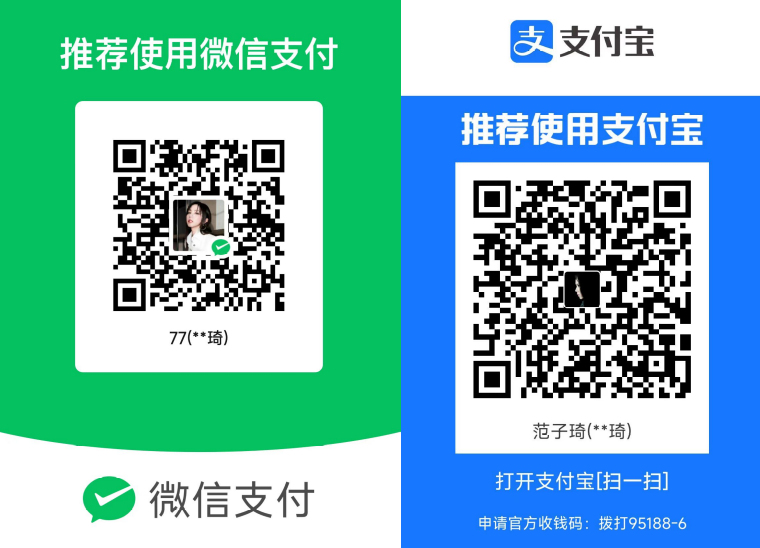 推荐使用微信支付
77(**琦)
微信支付
支 支付宝
推荐使用支付宝
范子琦(**琦)
打开支付宝[扫一扫]
申请官方收钱码：拨打95188-6